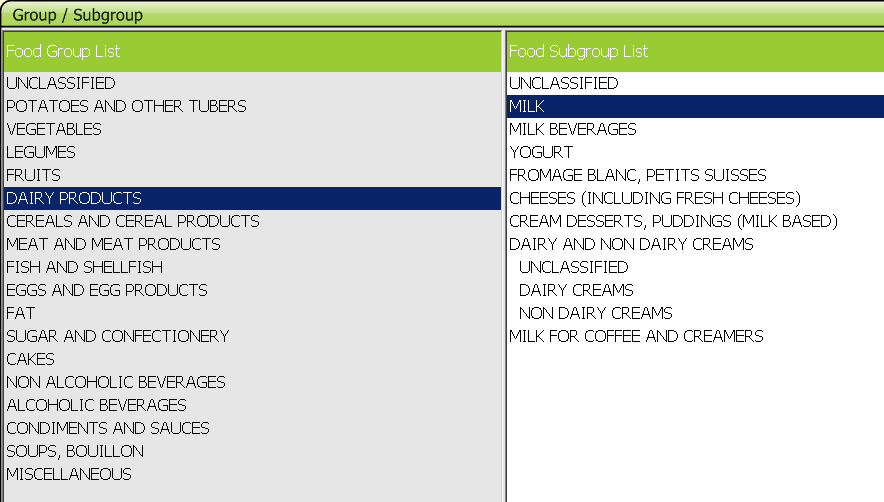 Group / Subgroup
Food Group List
UNCLASSIFIED
POTATOES AND OTHER TUBERS
VEGETABLES
LEGUMES
FRUITS
DAIRY PRODUCTS
CEREALS AND CEREAL PRODUCTS
MEAT AND MEAT PRODUCTS
FISH AND SHELLFISH
EGGS AND EGG PRODUCTS
FAT
SUGAR AND CONFECTIONERY
CAKES
NON ALCOHOLIC BEVERAGES
ALCOHOLIC BEVERAGES
CONDIMENTS AND SAUCES
SOUPS, BOUILLON
MISCELLANEOUS
Food Subgroup List
UNCLASSIFIED
MILK
MILK BEVERAGES
YOGURT
FROMAGE BLANC, PETITS SUISSES
CHEESES (INCLUDING FRESH CHEESES)
CREAM DESSERTS, PUDDINGS (MILK BASED)
DAIRY AND NON DAIRY CREAMS
UNCLASSIFIED
DAIRY CREAMS
NON DAIRY CREAMS
MILK FOR COFFEE AND CREAMERS